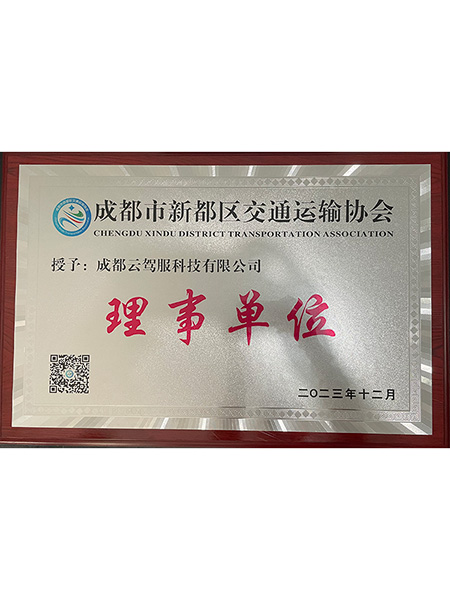 成都市新都区交通运输协会
CHENGDU XINDU DISTRICT TRANSPORTATION ASSOCIATION
授予：成都云驾服科技有限公司
理事单位
二〇二三年十二月